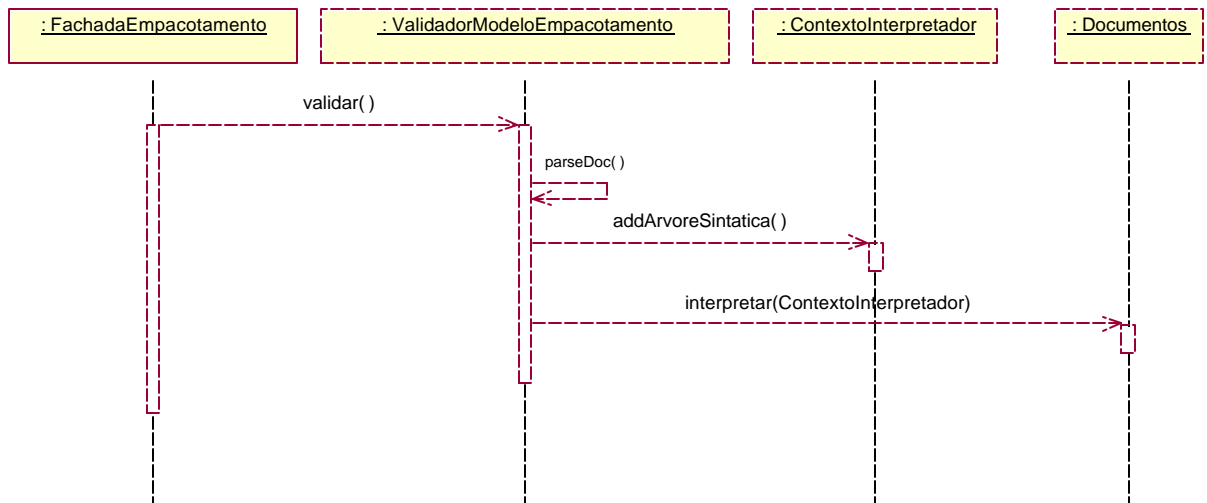 : FachadaEmpacotamento
: ValidadorModeloEmpacotamento
: ContextoInterpretador
: Documentos
validar( )
parseDoc( )
addArvoreSintatica( )
interpretar(ContextoInterpretador)